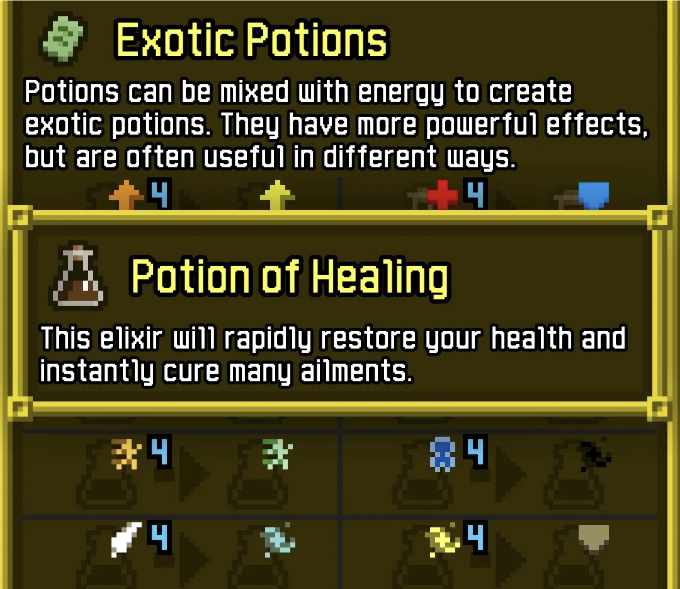 Exotic Potions
Potions can be mixed with energy to create
exotic potions. They have more powerful effects,
but are often useful in different ways.
4 4
Potion of Healing
This elixir will rapidly restore your health and
instantly cure many ailments.
4 4
4 4